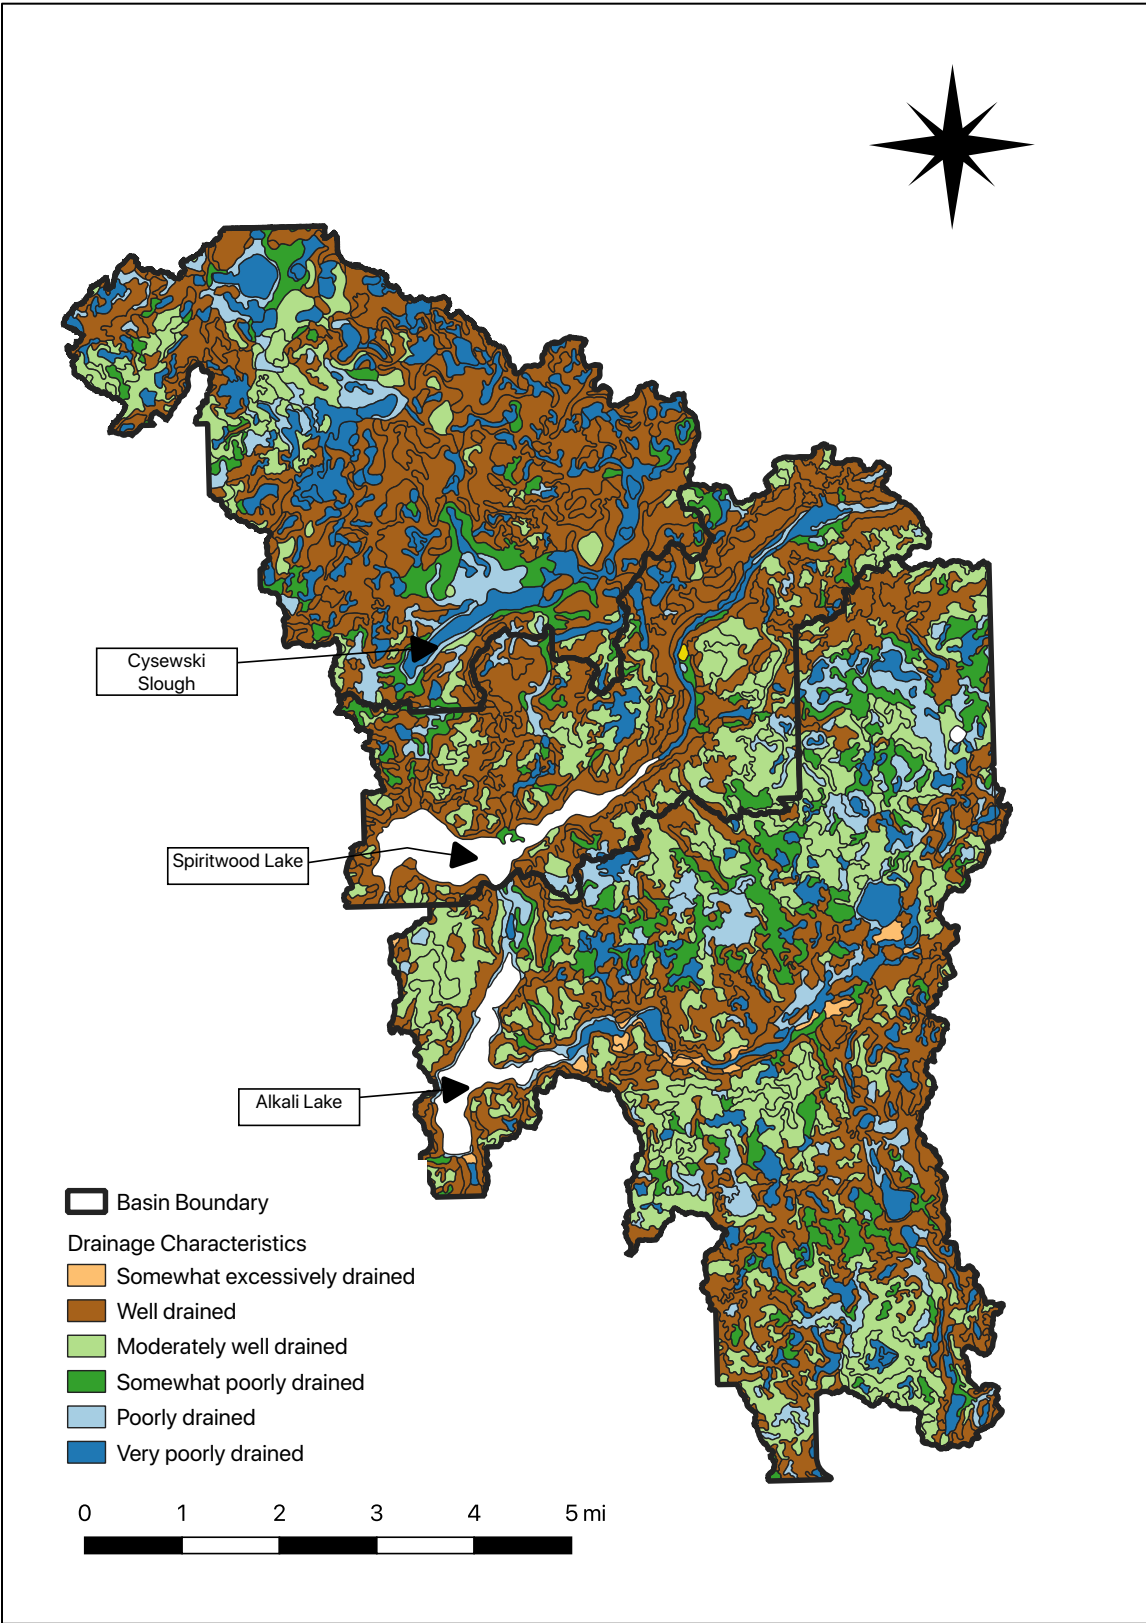 Cysewski
Slough
Spiritwood Lake
Alkali Lake
Basin Boundary
Drainage Characteristics
Somewhat excessively drained
Well drained
Moderately well drained
Somewhat poorly drained
Poorly drained
Very poorly drained
0 1 2 3 4 5 mi